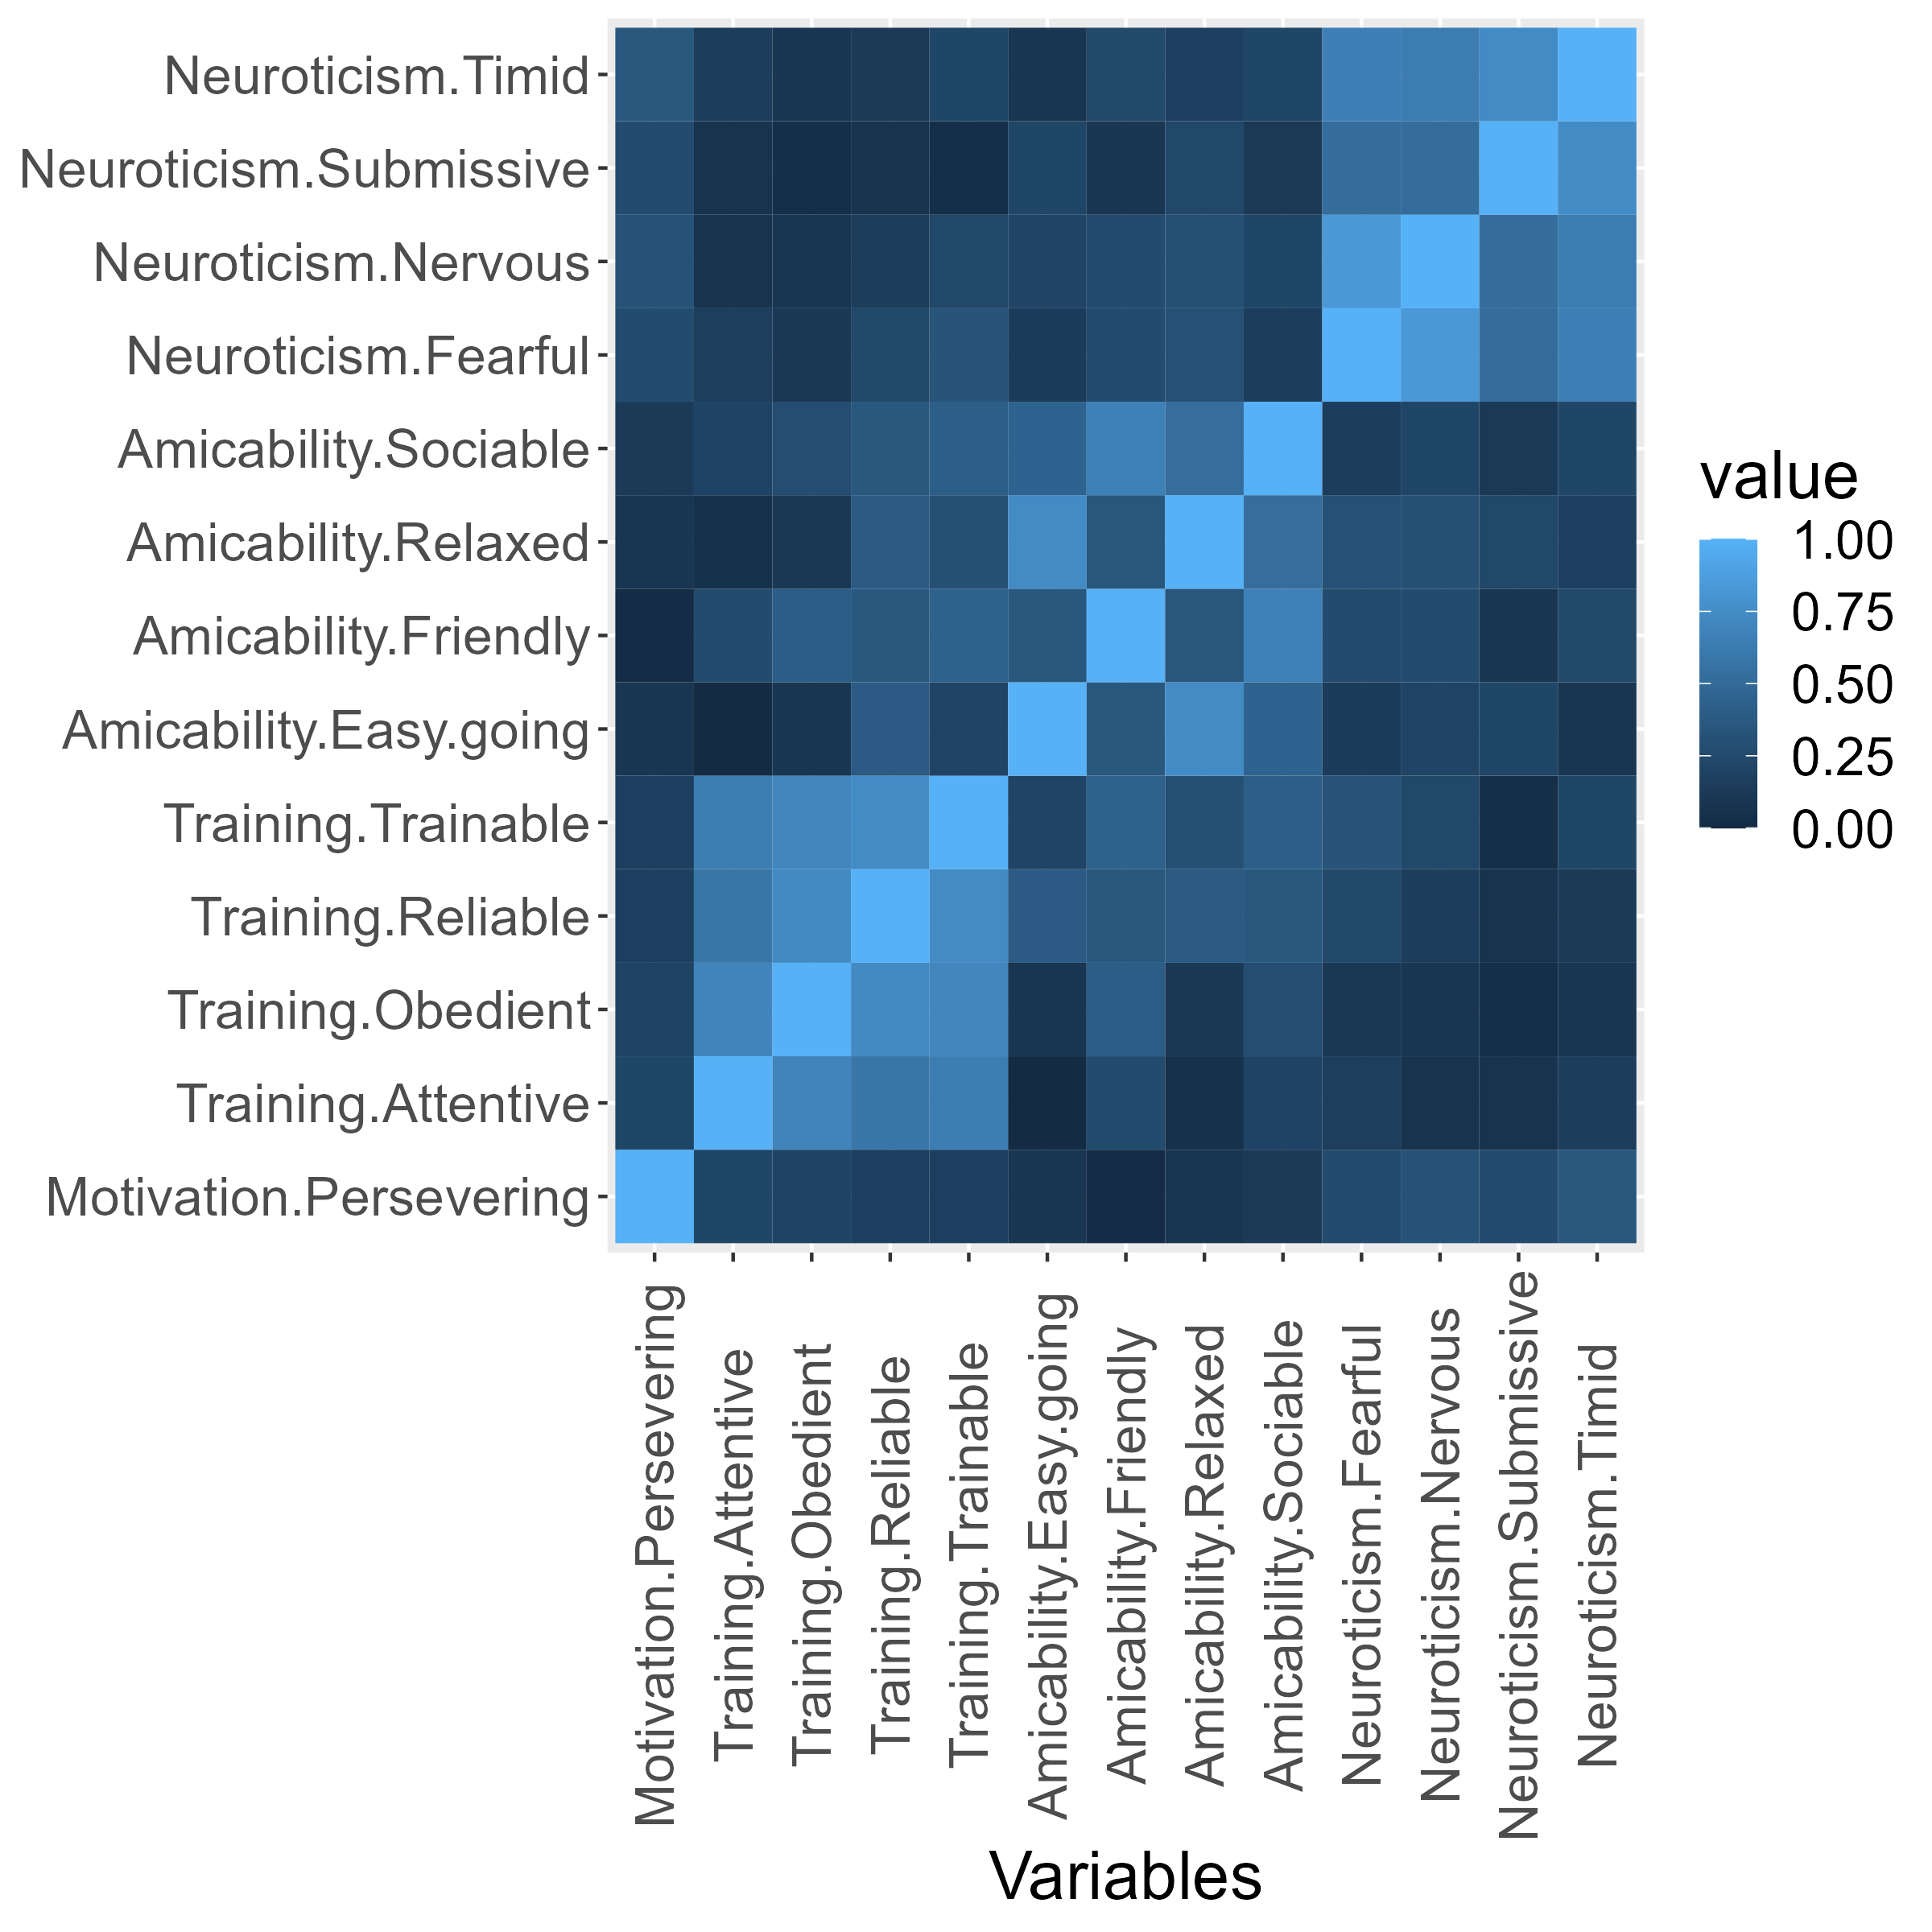 Neuroticism.Timid
Neuroticism.Submissive
Neuroticism.Nervous
Neuroticism.Fearful
Amicability.Sociable
Amicability.Relaxed
Amicability.Friendly
Amicability.Easy.going
Training.Trainable
Training.Reliable
Training.Obedient
Training.Attentive
Motivation.Persevering
Motivation.Persevering
Training.Attentive
Training.Obedient
Training.Reliable
Training.Trainable
Amicability.Easy.going
Amicability.Friendly
Amicability.Relaxed
Amicability.Sociable
Neuroticism.Fearful
Neuroticism.Nervous
Neuroticism.Submissive
Neuroticism.Timid
Variables
value
1.00
0.75
0.50
0.25
0.00